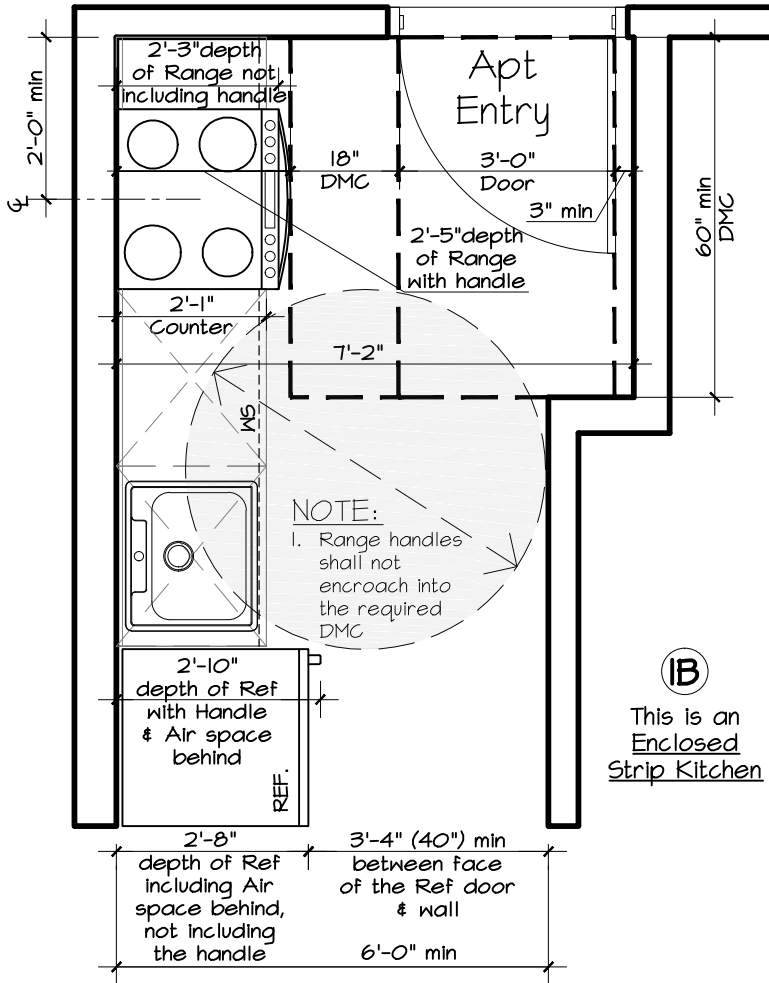 2'-3"depth
of Range not
including handle
Apt
Entry
2'-0" min
℄
18"
DMC
3'-0"
Door
3" min
60" min
DMC
2'-5"depth
of Range
with handle
2'-1"
Counter
7'-2"
SM
NOTE:
1. Range handles
shall not
encroach into
the required
DMC
2'-10"
depth of Ref
with Handle
& Air space
behind
REF.
1B
This is an
Enclosed
Strip Kitchen
2'-8"
depth of Ref
including Air
space behind,
not including
the handle
3'-4" (40") min
between face
of the Ref door
& wall
6'-0" min